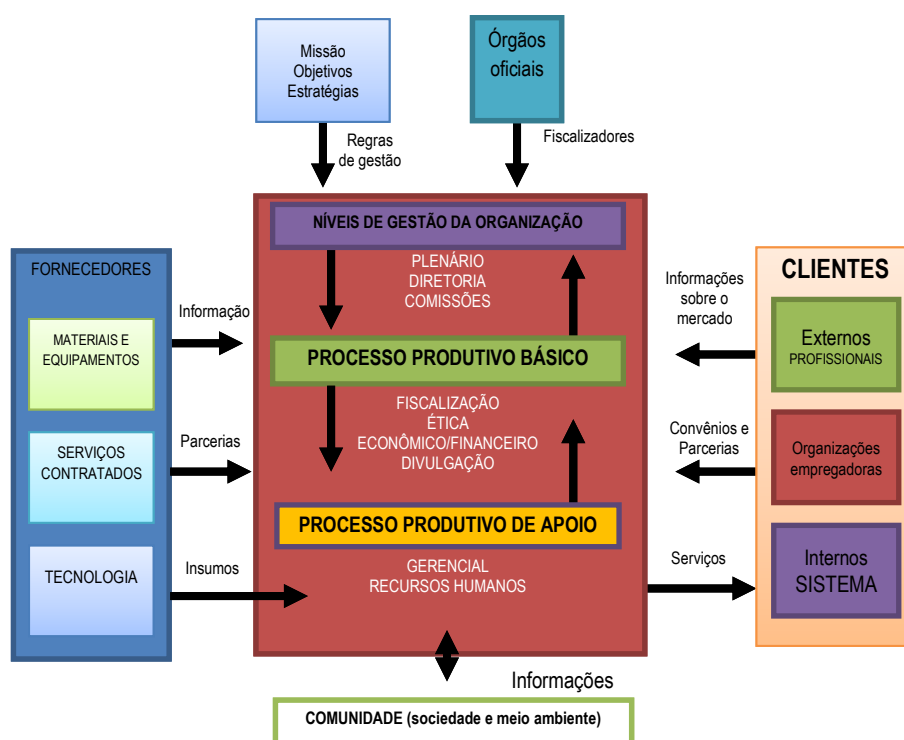 Missão
Objetivos
Estratégias
Órgãos
oficiais
Regras
de gestão
Fiscalizadores
NÍVEIS DE GESTÃO DA ORGANIZAÇÃO
PLENÁRIO
DIRETORIA
COMISSÕES
PROCESSO PRODUTIVO BÁSICO
FISCALIZAÇÃO
ÉTICA
ECONÔMICO/FINANCEIRO
DIVULGAÇÃO
PROCESSO PRODUTIVO DE APOIO
GERENCIAL
RECURSOS HUMANOS
FORNECEDORES
MATERIAIS E
EQUIPAMENTOS
SERVIÇOS
CONTRATADOS
TECNOLOGIA
Informação
Parcerias
Insumos
Informações
sobre o
mercado
Convênios e
Parcerias
Serviços
CLIENTES
Externos
PROFISSIONAIS
Organizações
empregadoras
Internos
SISTEMA
Informações
COMUNIDADE (sociedade e meio ambiente)